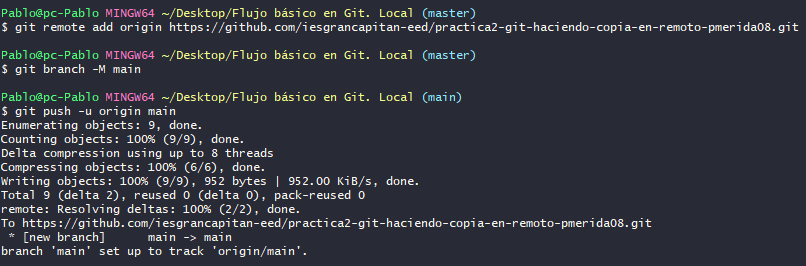 Pablo@pc-Pablo MINGW64 ~/Desktop/Flujo básico en Git. Local (master)
$ git remote add origin https://github.com/iesgrancapitan-eed/practica2-git-haciendo-copia-en-remoto-pmerida08.git
Pablo@pc-Pablo MINGW64 ~/Desktop/Flujo básico en Git. Local (master)
$ git branch -M main
Pablo@pc-Pablo MINGW64 ~/Desktop/Flujo básico en Git. Local (main)
$ git push -u origin main
Enumerating objects: 9, done.
Counting objects: 100% (9/9), done.
Delta compression using up to 8 threads
Compressing objects: 100% (6/6), done.
Writing objects: 100% (9/9), 952 bytes | 952.00 KiB/s, done.
Total 9 (delta 2), reused 0 (delta 0), pack-reused 0
remote: Resolving deltas: 100% (2/2), done.
To https://github.com/iesgrancapitan-eed/practica2-git-haciendo-copia-en-remoto-pmerida08.git
 * [new branch]      main -> main
branch 'main' set up to track 'origin/main'.